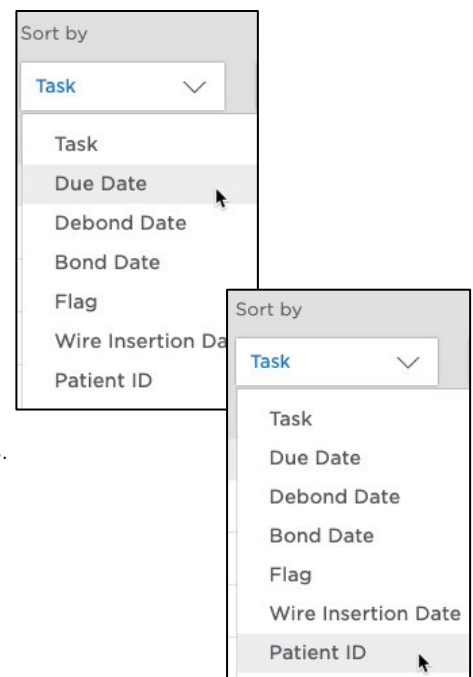 Sort by
Task
Task
Due Date
Debond Date
Bond Date
Flag
Wire Insertion Da
Patient ID
Sort by
Task
Task
Due Date
Debond Date
Bond Date
Flag
Wire Insertion Date
Patient ID